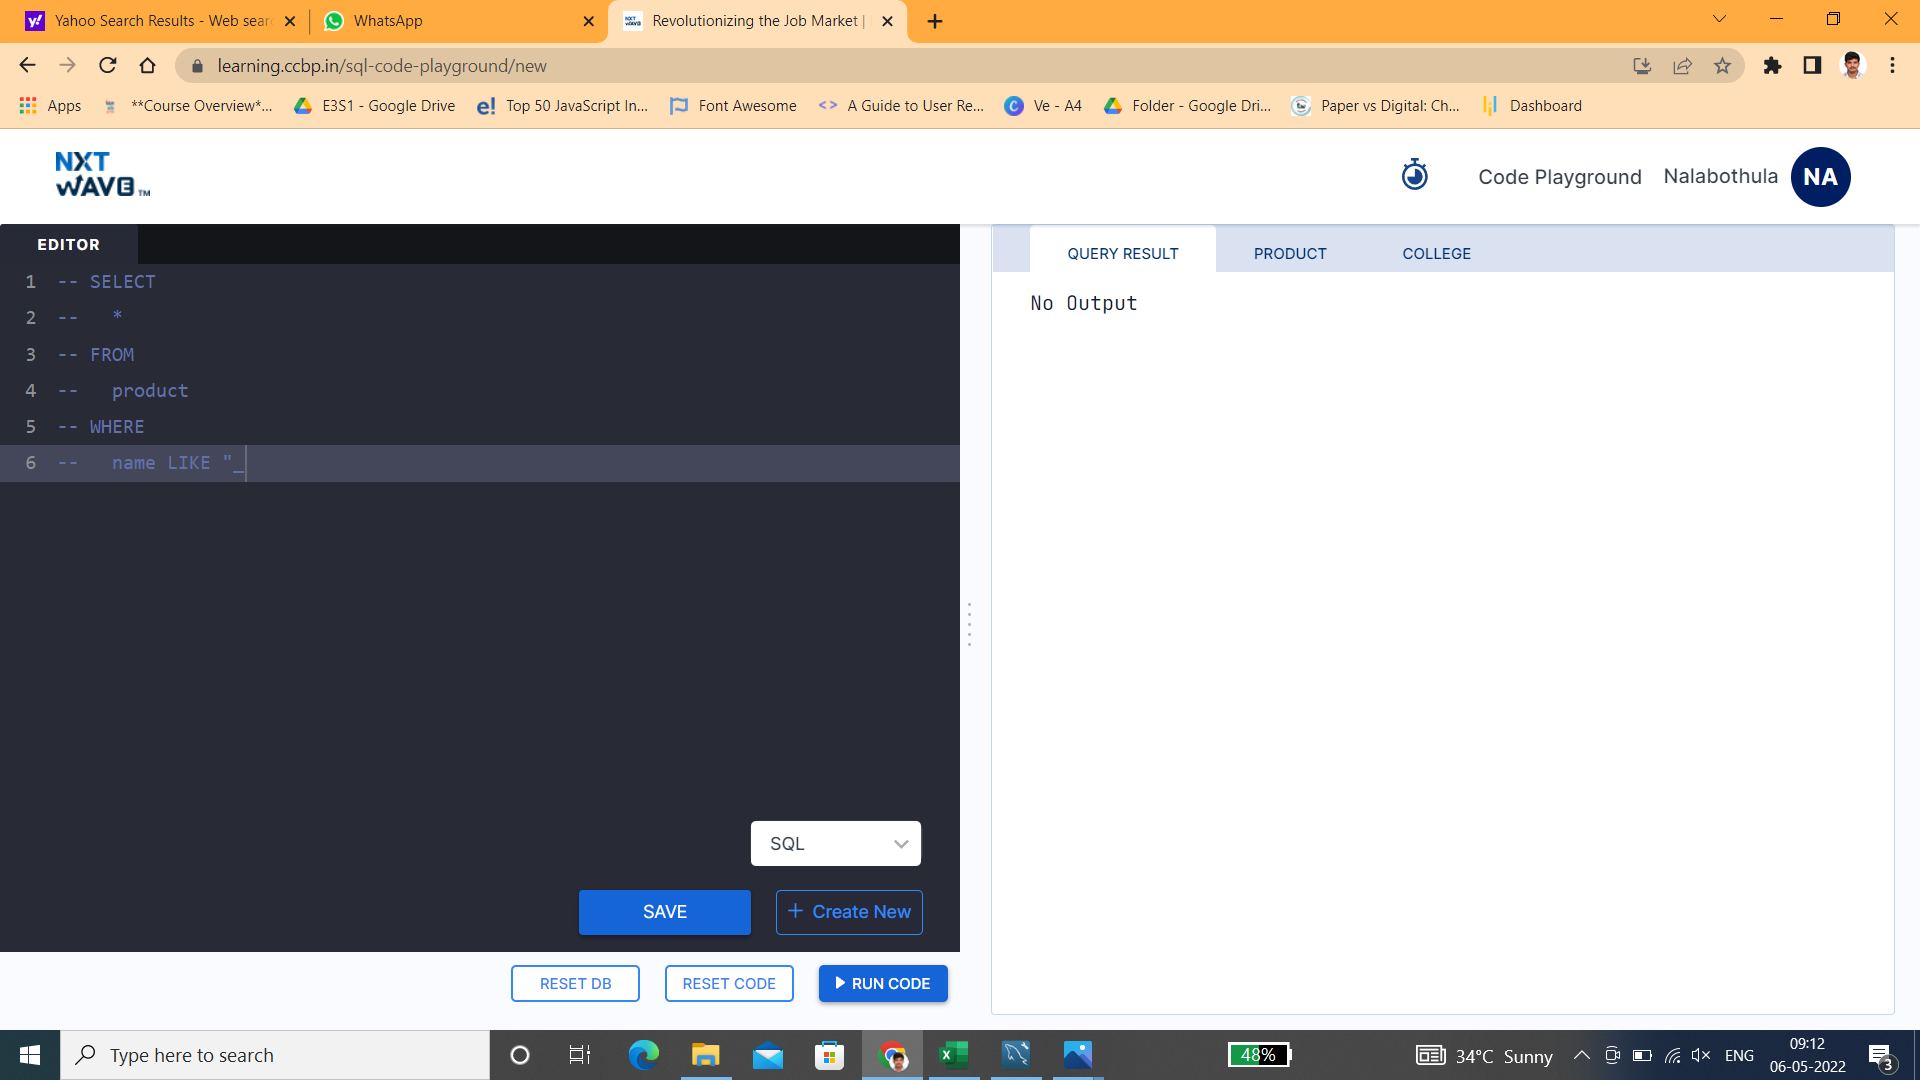 Yahoo Search Results - Web sear
WhatsApp
Revolutionizing the Job Market |
learning.ccbp.in/sql-code-playground/new
Apps
**Course Overview*...
E3S1 - Google Drive
e! Top 50 JavaScript In...
Font Awesome
<> A Guide to User Re...
Ve - A4
Folder - Google Dri...
Paper vs Digital: Ch...
Dashboard
NXT
WAVE TM
Code Playground
Nalabothula
NA
EDITOR
1 -- SELECT
2 --   *
3 -- FROM
4 --   product
5 -- WHERE
6 --   name LIKE "_
SQL
SAVE
+ Create New
RESET DB
RESET CODE
RUN CODE
QUERY RESULT
PRODUCT
COLLEGE
No Output
Type here to search
48%
34°C Sunny
ENG
09:12
06-05-2022
3